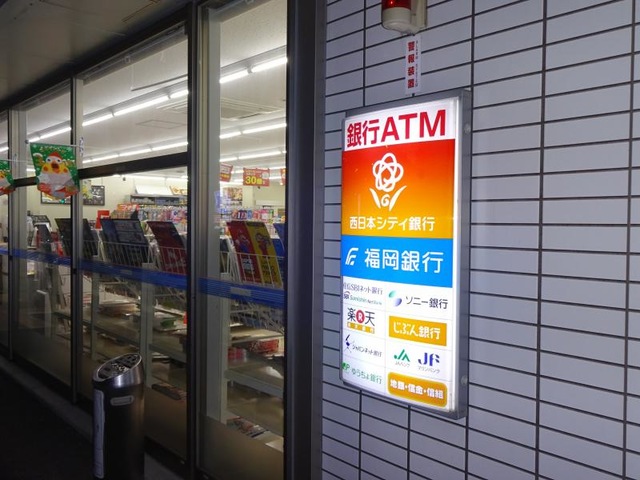 警報装置
銀行ATM
西日本シティ銀行
福岡銀行
住信SBIネット銀行
ソニー銀行
楽天
じぶん銀行
ジャパンネット銀行
JAバンク
JF マリンバンク
ゆうちょ銀行
地銀・信金・信組
30